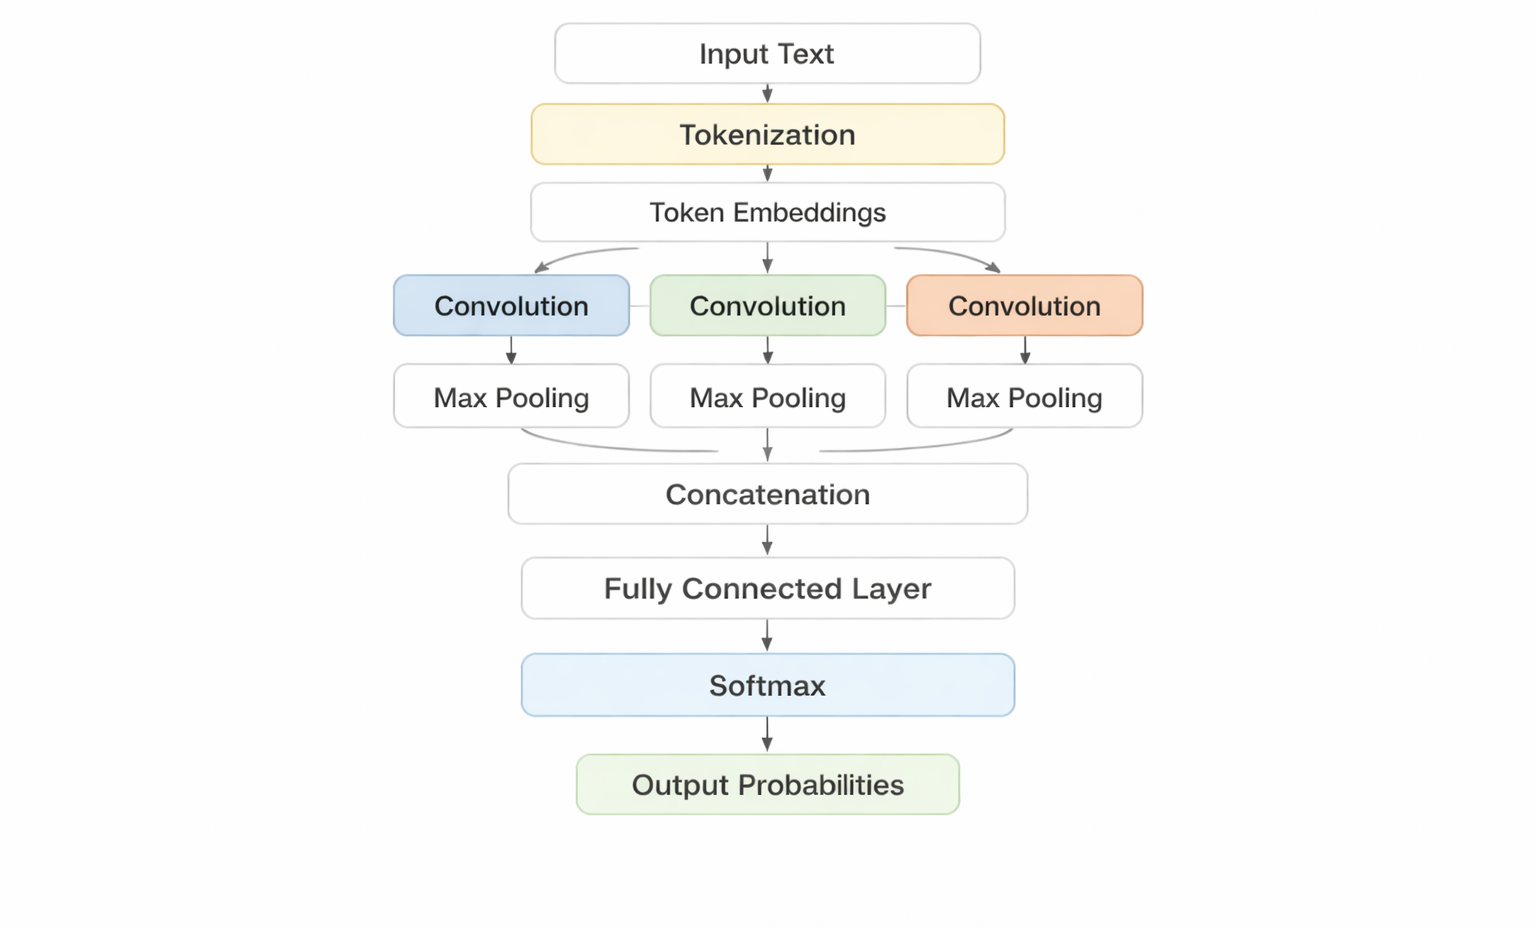 Input Text
Tokenization
Token Embeddings
Convolution
Convolution
Convolution
Max Pooling
Max Pooling
Max Pooling
Concatenation
Fully Connected Layer
Softmax
Output Probabilities